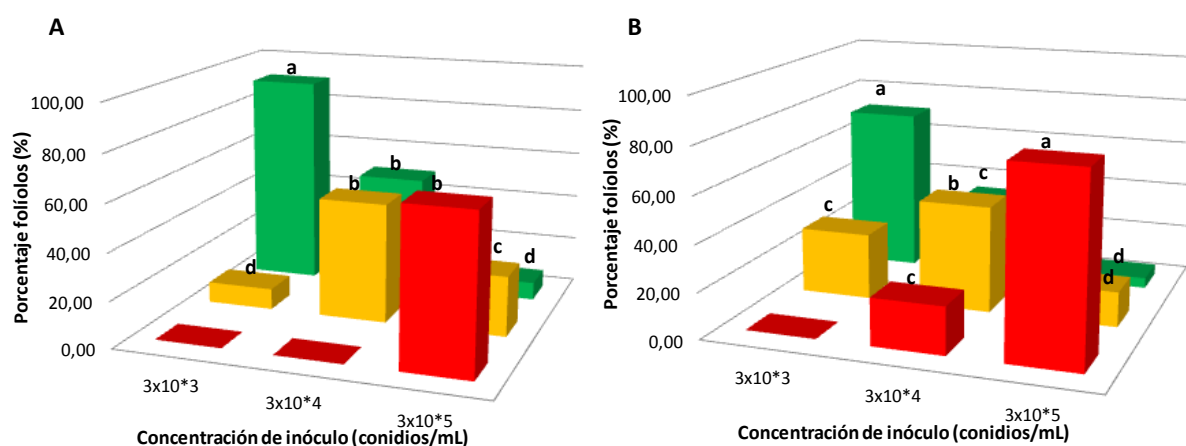 A
Porcentaje folíolos (%)
100,00
80,00
60,00
40,00
20,00
0,00
a
b
b
b
d
c
d
3x10*3
3x10*4
3x10*5
Concentración de inóculo (conidios/mL)
B
Porcentaje folíolos (%)
100,00
80,00
60,00
40,00
20,00
0,00
a
a
c
b
c
c
d
d
3x10*3
3x10*4
3x10*5
Concentración de inóculo (conidios/mL)